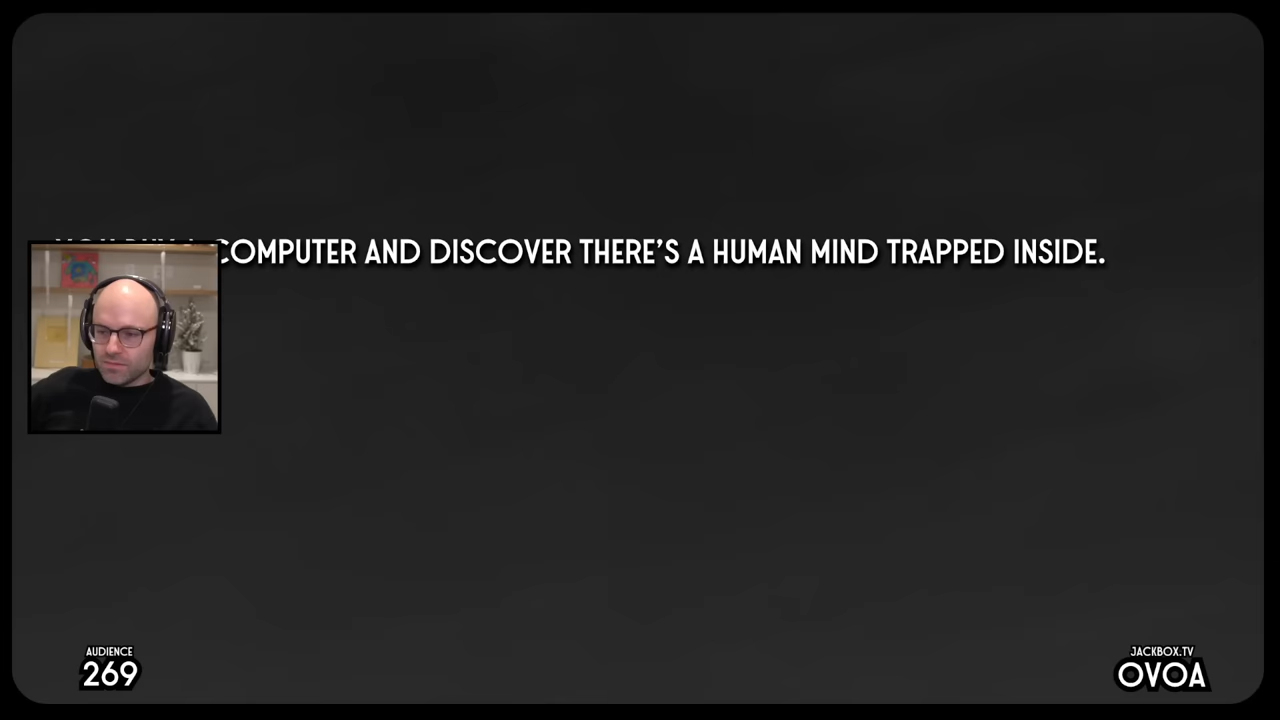 COMPUTER AND DISCOVER THERE'S A HUMAN MIND TRAPPED INSIDE.
AUDIENCE
269
JACKBOX.TV
OVOA